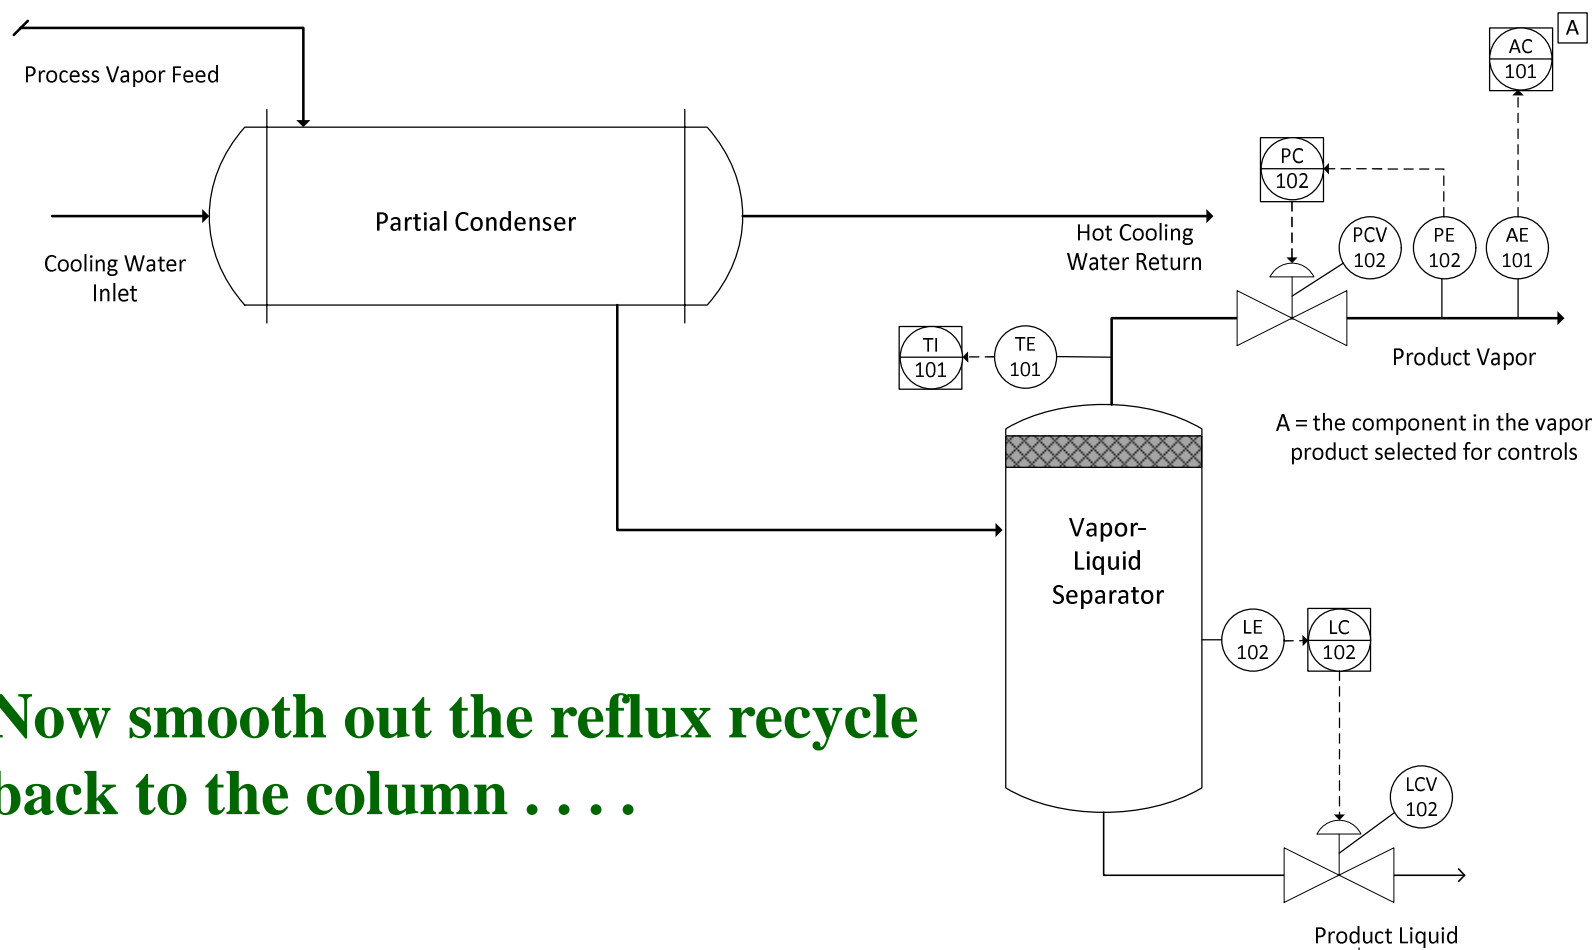 Process Vapor Feed
Partial Condenser
Cooling Water
Inlet
Hot Cooling
Water Return
AC
101
A
PC
102
PCV
102
PE
102
AE
101
TI
101
TE
101
Product Vapor
A = the component in the vapor
product selected for controls
Vapor-
Liquid
Separator
LE
102
LC
102
LCV
102
Product Liquid
Now smooth out the reflux recycle
back to the column . . . .